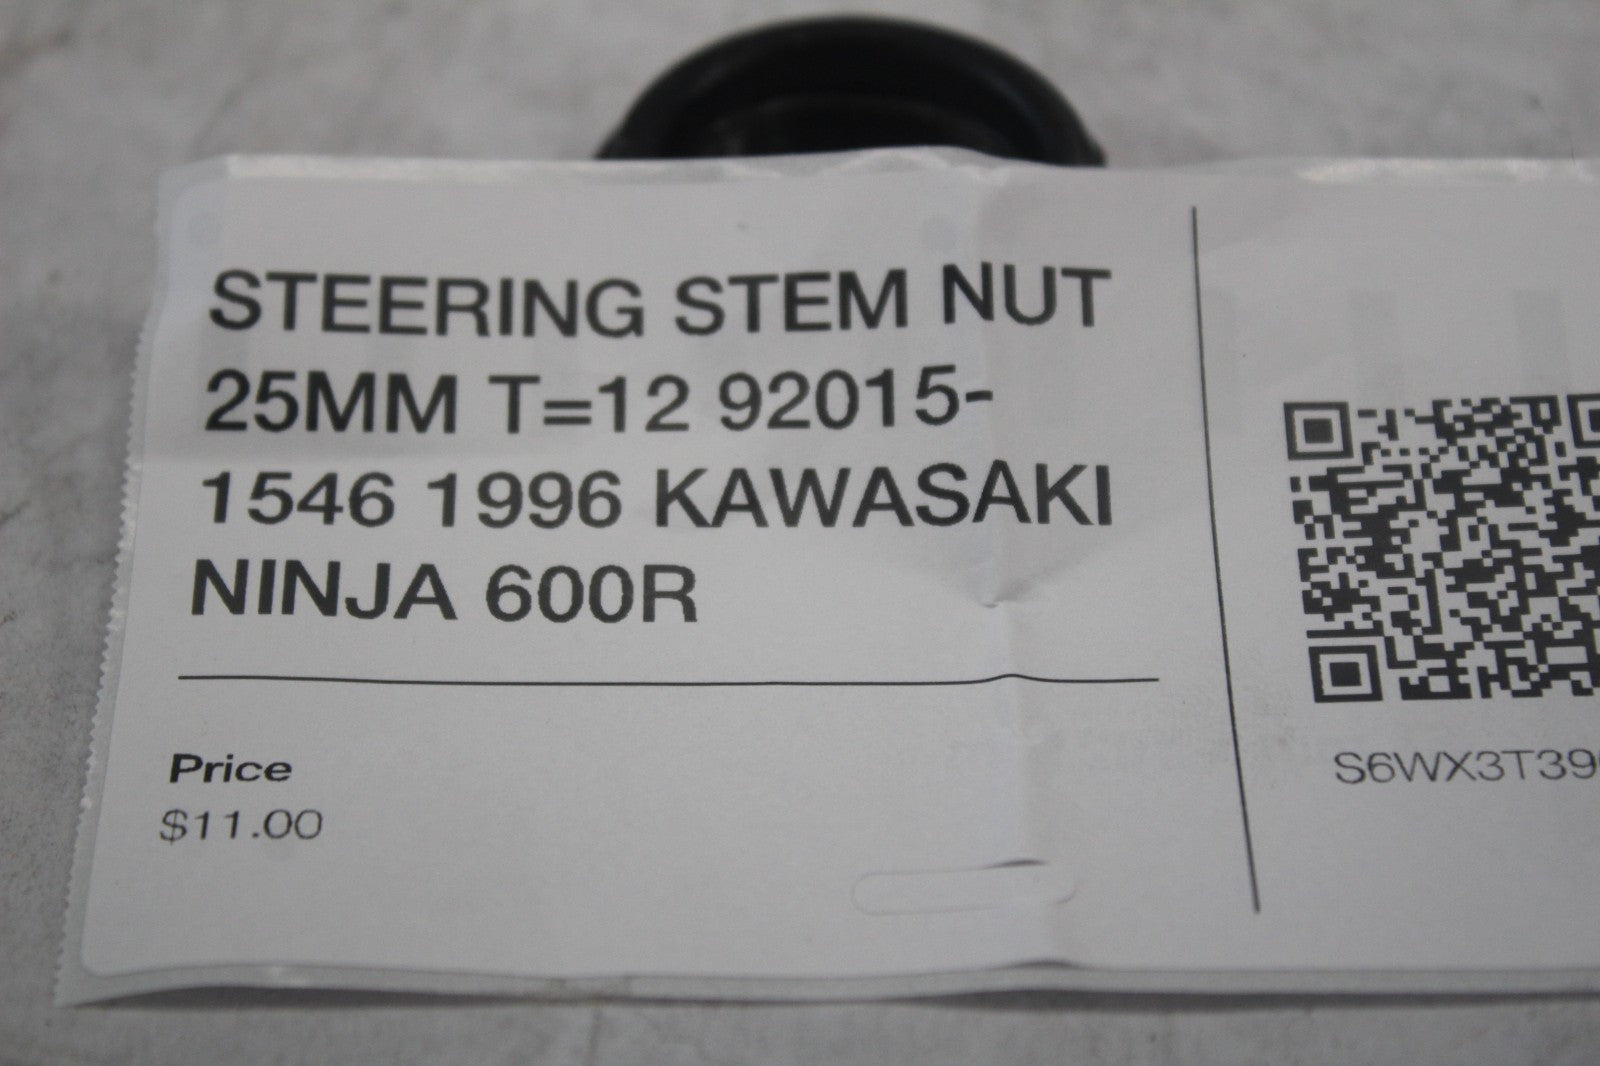 STEERING STEM NUT
25MM T=12 92015-
1546 1996 KAWASAKI
NINJA 600R
Price
$11.00